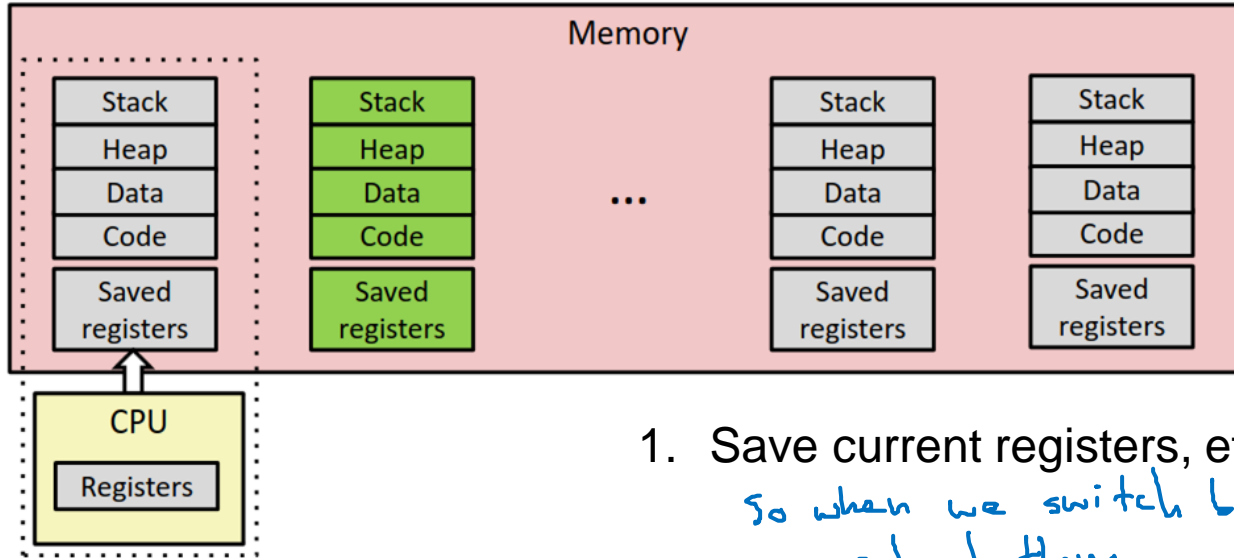 Memory
Stack
Heap
Data
Code
Saved
registers
Stack
Heap
Data
Code
Saved
registers
...
Stack
Heap
Data
Code
Saved
registers
Stack
Heap
Data
Code
Saved
registers
CPU
Registers
1. Save current registers, et
so when we switch b